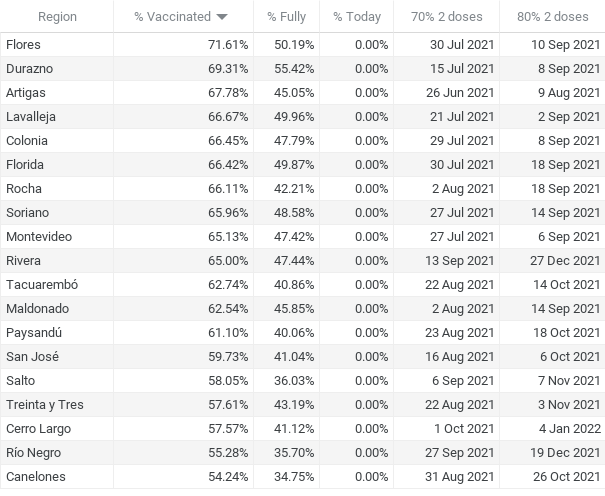 Region % Vaccinated % Fully % Today 70% 2 doses 80% 2 doses
Flores 71.61% 50.19% 0.00% 30 Jul 2021 10 Sep 2021
Durazno 69.31% 55.42% 0.00% 15 Jul 2021 8 Sep 2021
Artigas 67.78% 45.05% 0.00% 26 Jun 2021 9 Aug 2021
Lavalleja 66.67% 49.96% 0.00% 21 Jul 2021 2 Sep 2021
Colonia 66.45% 47.79% 0.00% 29 Jul 2021 8 Sep 2021
Florida 66.42% 49.87% 0.00% 30 Jul 2021 18 Sep 2021
Rocha 66.11% 42.21% 0.00% 2 Aug 2021 18 Sep 2021
Soriano 65.96% 48.58% 0.00% 27 Jul 2021 14 Sep 2021
Montevideo 65.13% 47.42% 0.00% 27 Jul 2021 6 Sep 2021
Rivera 65.00% 47.44% 0.00% 13 Sep 2021 27 Dec 2021
Tacuarembó 62.74% 40.86% 0.00% 22 Aug 2021 14 Oct 2021
Maldonado 62.54% 45.85% 0.00% 2 Aug 2021 14 Sep 2021
Paysandú 61.10% 40.06% 0.00% 23 Aug 2021 18 Oct 2021
San José 59.73% 41.04% 0.00% 16 Aug 2021 6 Oct 2021
Salto 58.05% 36.03% 0.00% 6 Sep 2021 7 Nov 2021
Treinta y Tres 57.61% 43.19% 0.00% 22 Aug 2021 3 Nov 2021
Cerro Largo 57.57% 41.12% 0.00% 1 Oct 2021 4 Jan 2022
Río Negro 55.28% 35.70% 0.00% 27 Sep 2021 19 Dec 2021
Canelones 54.24% 34.75% 0.00% 31 Aug 2021 26 Oct 2021